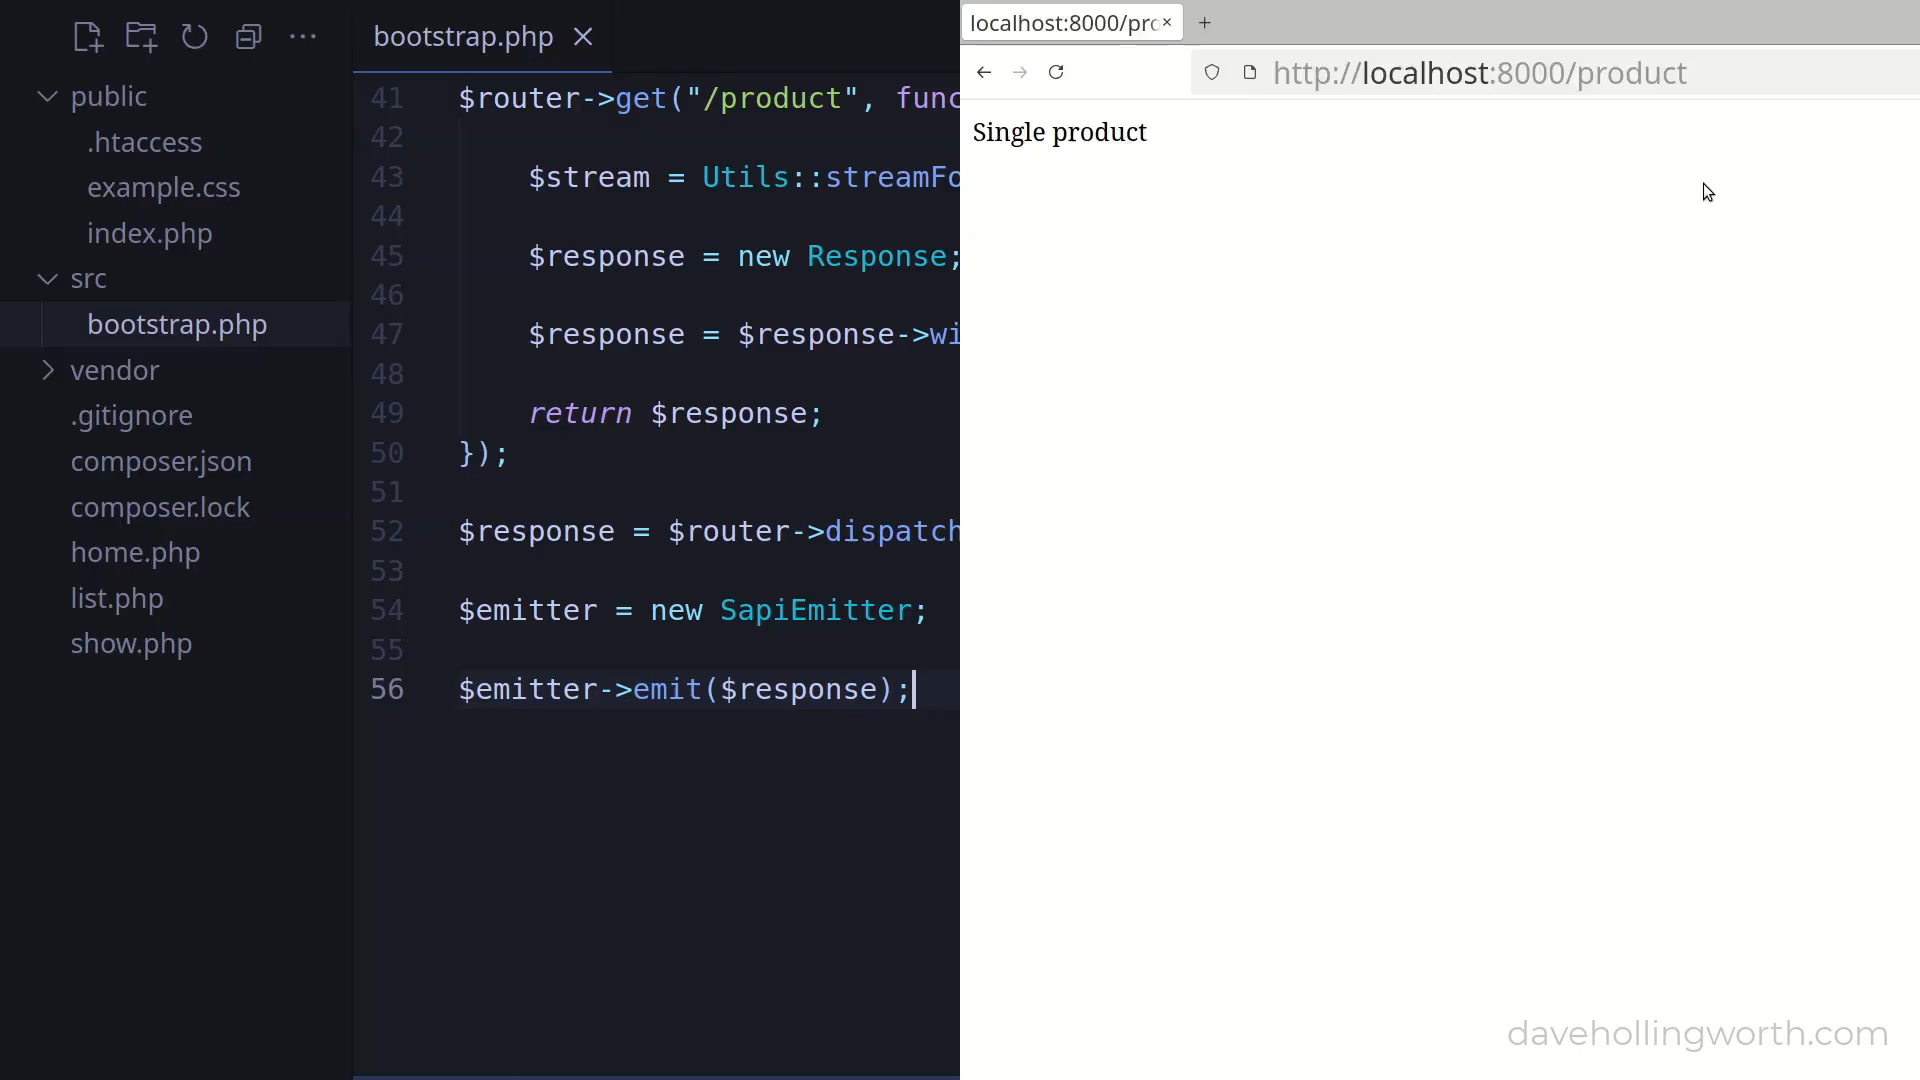 public
.htaccess
example.css
index.php
src
bootstrap.php
vendor
.gitignore
composer.json
composer.lock
home.php
list.php
show.php
bootstrap.php
41 $router->get("/product", func
42
43 $stream = Utils::streamFo
44
45 $response = new Response;
46
47 $response = $response->wi
48
49 return $response;
50 });
51
52 $response = $router->dispatch
53
54 $emitter = new SapiEmitter;
55
56 $emitter->emit($response);
localhost:8000/pro
http://localhost:8000/product
Single product
davehollingworth.com